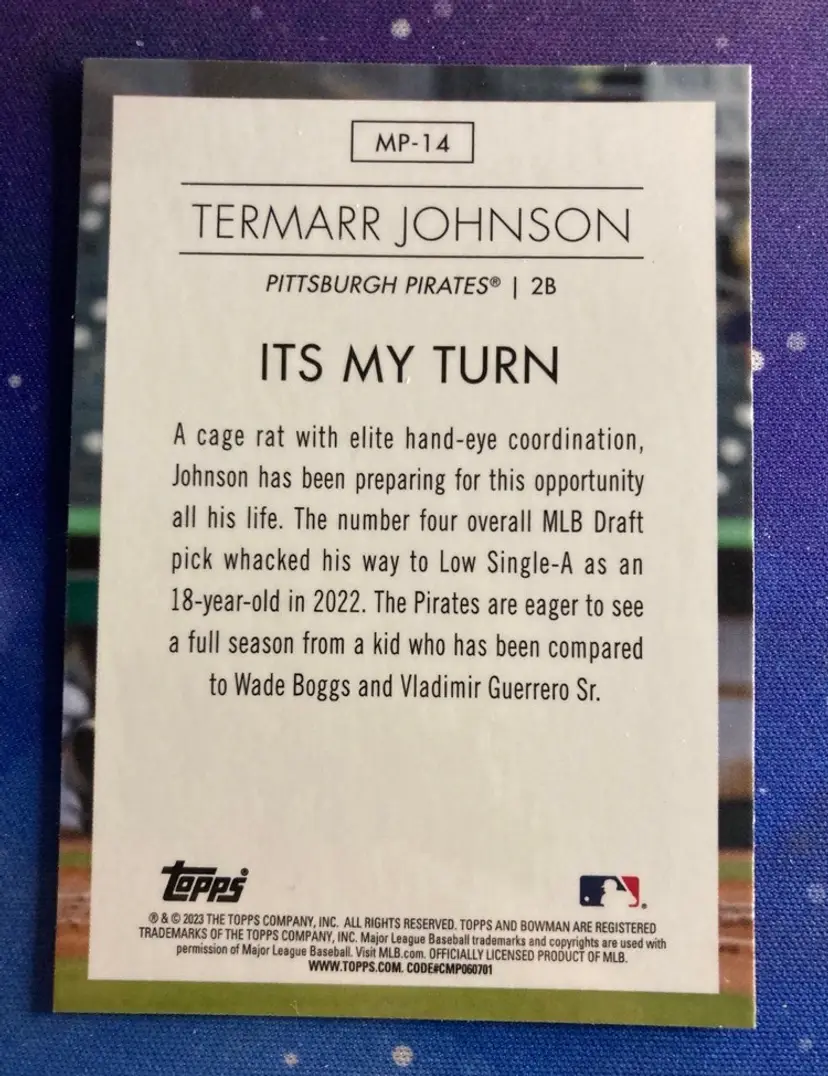 MP-14
TERMARR JOHNSON
PITTSBURGH PIRATES® | 2B
ITS MY TURN
A cage rat with elite hand-eye coordination,
Johnson has been preparing for this opportunity
all his life. The number four overall MLB Draft
pick whacked his way to Low Single-A as an
18-year-old in 2022. The Pirates are eager to see
a full season from a kid who has been compared
to Wade Boggs and Vladimir Guerrero Sr.
topps®
® & © 2023 THE TOPPS COMPANY, INC. ALL RIGHTS RESERVED. TOPPS AND BOWMAN ARE REGISTERED
TRADEMARKS OF THE TOPPS COMPANY, INC. Major League Baseball trademarks and copyrights are used with
permission of Major League Baseball. Visit MLB.com. OFFICIALLY LICENSED PRODUCT OF MLB.
WWW.TOPPS.COM. CODE#CMP060701